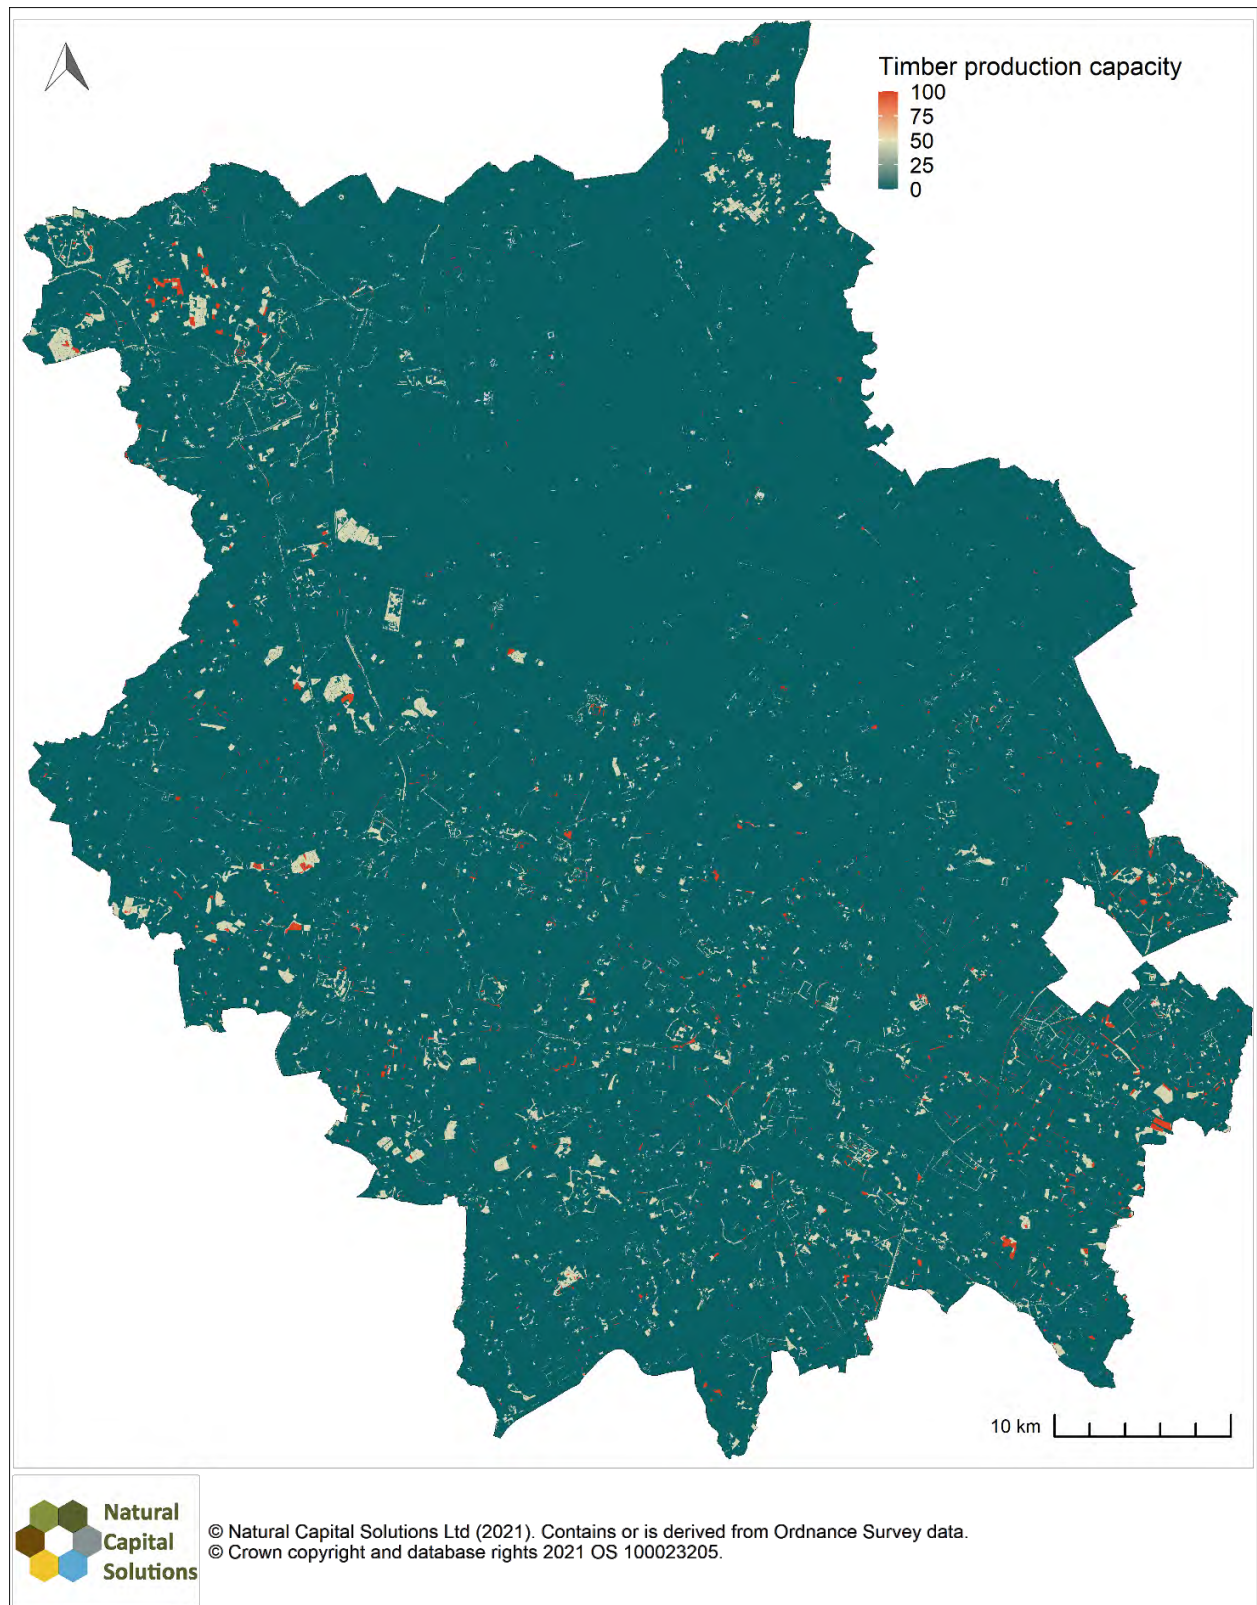 Timber production capacity
100
75
50
25
0
10 km
Natural
Capital
Solutions
© Natural Capital Solutions Ltd (2021). Contains or is derived from Ordnance Survey data.
© Crown copyright and database rights 2021 OS 100023205.